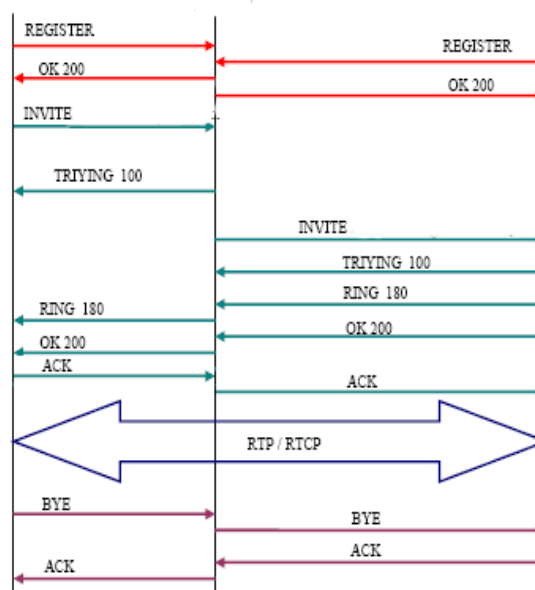 REGISTER
REGISTER
OK 200
OK 200
INVITE
TRIYING 100
INVITE
TRIYING 100
RING 180
RING 180
OK 200
OK 200
ACK
ACK
RTP / RTCP
BYE
BYE
ACK
ACK